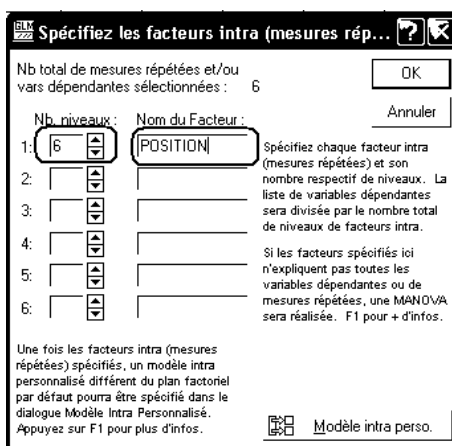 GLM Spécifiez les facteurs intra (mesures rép...
Nb total de mesures répétées et/ou
vars dépendantes sélectionnées : 6
OK
Annuler
Nb. niveaux : Nom du Facteur :
1: 6 POSITION
2:
3:
4:
5:
6:
Spécifiez chaque facteur intra
(mesures répétées) et son
nombre respectif de niveaux. La
liste de variables dépendantes
sera divisée par le nombre total
de niveaux de facteurs intra.
Si les facteurs spécifiés ici
n'expliquent pas toutes les
variables dépendantes ou de
mesures répétées, une MANOVA
sera réalisée. F1 pour + d'infos.
Une fois les facteurs intra (mesures
répétées) spécifiés, un modèle intra
personnalisé différent du plan factoriel
par défaut pourra être spécifié dans le
dialogue Modèle Intra Personnalisé.
Appuyez sur F1 pour plus d'infos.
Modèle intra perso.